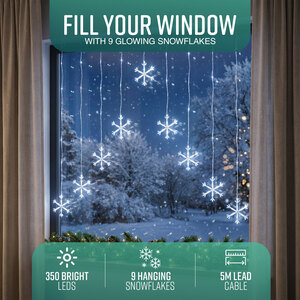 FILL YOUR WINDOW
WITH 9 GLOWING SNOWFLAKES
350 BRIGHT
LEDS
9 HANGING
SNOWFLAKES
5M LEAD
CABLE